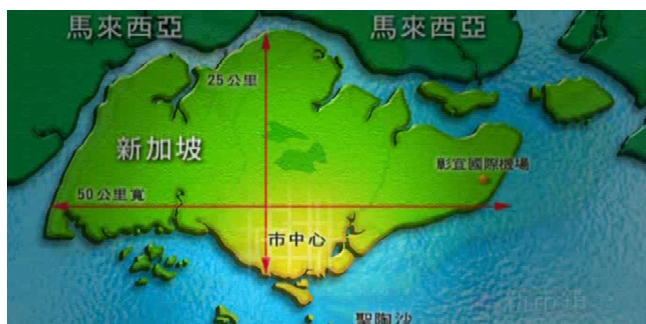 馬來西亞
馬來西亞
25公里
新加坡
彰宜國際機場
50公里寬
市中心
聖陶沙